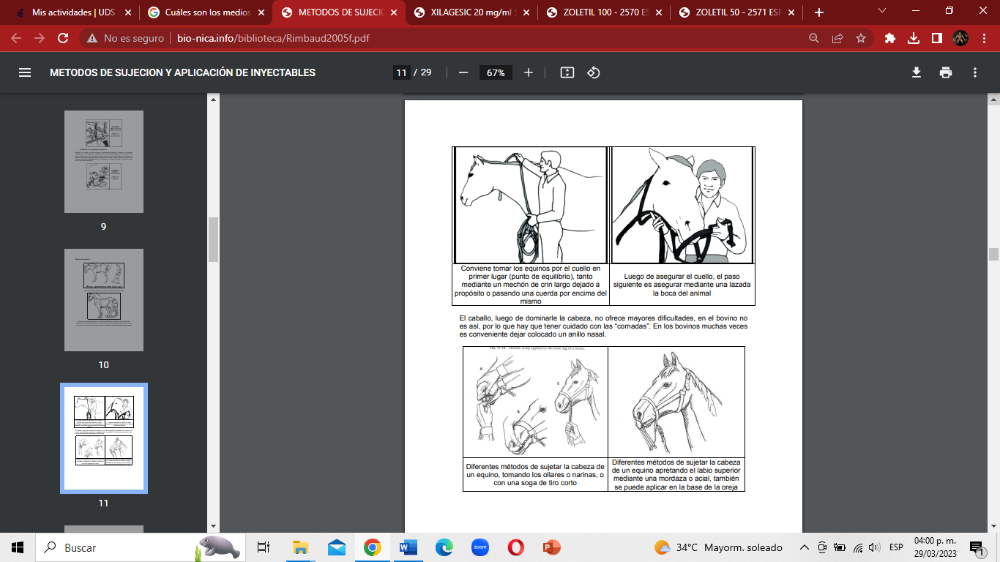 Mis actividades | UDS
Cuáles son los medios
METODOS DE SUJECIO
XILAGESIC 20 mg/ml S
ZOLETIL 100 - 2570 ES
ZOLETIL 50 - 2571 ESP
No es seguro
bio-nica.info/biblioteca/Rimbaud2005f.pdf
METODOS DE SUJECION Y APLICACIÓN DE INYECTABLES
11 / 29
67%
9
10
11
Conviene tomar los equinos por el cuello en
primer lugar (punto de equilibrio), tanto
mediante un mechón de crin largo dejado a
propósito o pasando una cuerda por encima del
mismo
Luego de asegurar el cuello, el paso
siguiente es asegurar mediante una lazada
la boca del animal
El caballo, luego de dominarle la cabeza, no ofrece mayores dificultades, en el bovino no
es así, por lo que hay que tener cuidado con las “cornadas”. En los bovinos muchas veces
es conveniente dejar colocado un anillo nasal.
A
B
C
Diferentes métodos de sujetar la cabeza de
un equino, tomando los ollares o narinas, o
con una soga de tiro corto
Diferentes métodos de sujetar la cabeza
de un equino apretando el labio superior
mediante una mordaza o acial, también
se puede aplicar en la base de la oreja
Buscar
zoom
34°C Mayorm. soleado
ESP
04:00 p. m.
29/03/2023
1